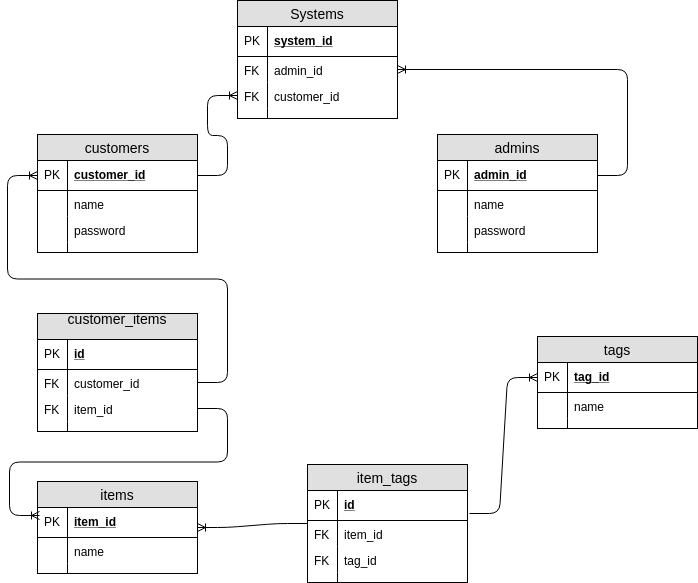 Systems
PK system_id
FK admin_id
FK customer_id
customers
PK customer_id
name
password
admins
PK admin_id
name
password
customer_items
PK id
FK customer_id
FK item_id
tags
PK tag_id
name
items
PK item_id
name
item_tags
PK id
FK item_id
FK tag_id